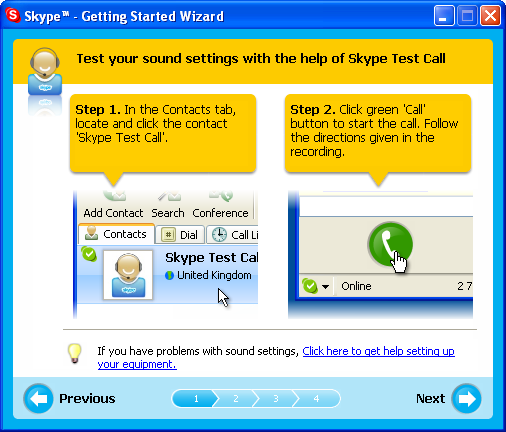 Skype™ - Getting Started Wizard
Test your sound settings with the help of Skype Test Call
Step 1. In the Contacts tab,
locate and click the contact
'Skype Test Call'.
Step 2. Click green 'Call'
button to start the call. Follow
the directions given in the
recording.
Add Contact Search Conference
Contacts Dial Call Li
Skype Test Cal
United Kingdom
skype
Online 2 7
If you have problems with sound settings, Click here to get help setting up
your equipment.
Previous 1 2 3 4 Next